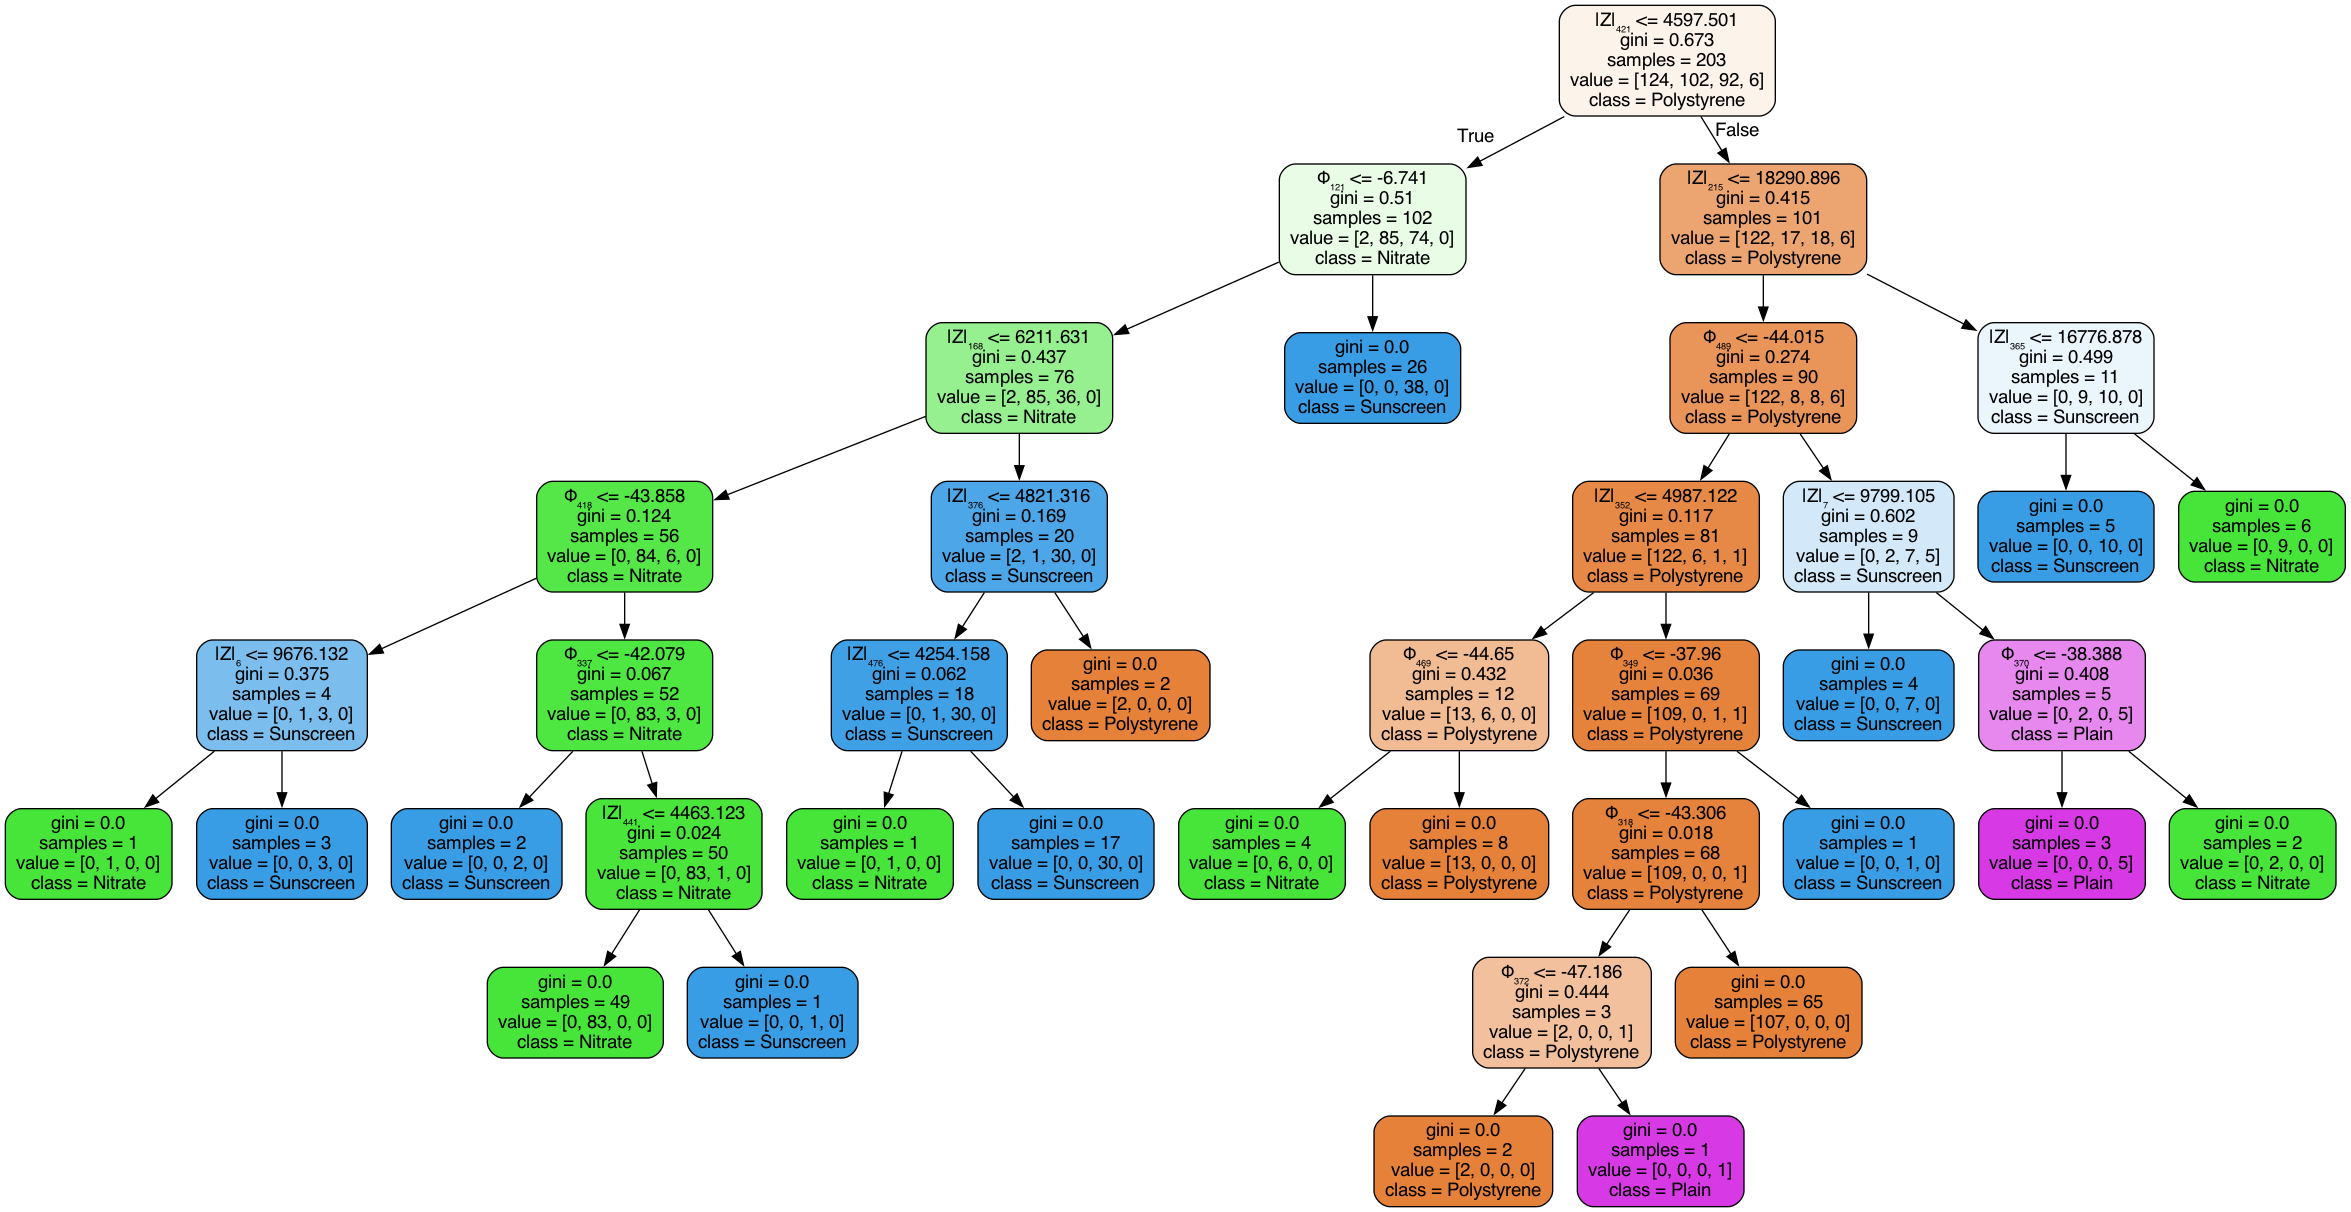 |Z|₄₂₁ <= 4597.501
gini = 0.673
samples = 203
value = [124, 102, 92, 6]
class = Polystyrene
True
False
Φ₁₂₁ <= -6.741
gini = 0.51
samples = 102
value = [2, 85, 74, 0]
class = Nitrate
|Z|₂₁₅ <= 18290.896
gini = 0.415
samples = 101
value = [122, 17, 18, 6]
class = Polystyrene
|Z|₁₆₈ <= 6211.631
gini = 0.437
samples = 76
value = [2, 85, 36, 0]
class = Nitrate
gini = 0.0
samples = 26
value = [0, 0, 38, 0]
class = Sunscreen
Φ₄₈₉ <= -44.015
gini = 0.274
samples = 90
value = [122, 8, 8, 6]
class = Polystyrene
|Z|₃₆₅ <= 16776.878
gini = 0.499
samples = 11
value = [0, 9, 10, 0]
class = Sunscreen
Φ₄₁₈ <= -43.858
gini = 0.124
samples = 56
value = [0, 84, 6, 0]
class = Nitrate
|Z|₃₇₆ <= 4821.316
gini = 0.169
samples = 20
value = [2, 1, 30, 0]
class = Sunscreen
|Z|₃₅₂ <= 4987.122
gini = 0.117
samples = 81
value = [122, 6, 1, 1]
class = Polystyrene
|Z|₇ <= 9799.105
gini = 0.602
samples = 9
value = [0, 2, 7, 5]
class = Sunscreen
gini = 0.0
samples = 5
value = [0, 0, 10, 0]
class = Sunscreen
gini = 0.0
samples = 6
value = [0, 9, 0, 0]
class = Nitrate
|Z|₆ <= 9676.132
gini = 0.375
samples = 4
value = [0, 1, 3, 0]
class = Sunscreen
Φ₃₃₇ <= -42.079
gini = 0.067
samples = 52
value = [0, 83, 3, 0]
class = Nitrate
|Z|₄₇₆ <= 4254.158
gini = 0.062
samples = 18
value = [0, 1, 30, 0]
class = Sunscreen
gini = 0.0
samples = 2
value = [2, 0, 0, 0]
class = Polystyrene
Φ₄₆₉ <= -44.65
gini = 0.432
samples = 12
value = [13, 6, 0, 0]
class = Polystyrene
Φ₃₄₉ <= -37.96
gini = 0.036
samples = 69
value = [109, 0, 1, 1]
class = Polystyrene
gini = 0.0
samples = 4
value = [0, 0, 7, 0]
class = Sunscreen
Φ₃₇₀ <= -38.388
gini = 0.408
samples = 5
value = [0, 2, 0, 5]
class = Plain
gini = 0.0
samples = 1
value = [0, 1, 0, 0]
class = Nitrate
gini = 0.0
samples = 3
value = [0, 0, 3, 0]
class = Sunscreen
gini = 0.0
samples = 2
value = [0, 0, 2, 0]
class = Sunscreen
|Z|₄₄₁ <= 4463.123
gini = 0.024
samples = 50
value = [0, 83, 1, 0]
class = Nitrate
gini = 0.0
samples = 1
value = [0, 1, 0, 0]
class = Nitrate
gini = 0.0
samples = 17
value = [0, 0, 30, 0]
class = Sunscreen
gini = 0.0
samples = 4
value = [0, 6, 0, 0]
class = Nitrate
gini = 0.0
samples = 8
value = [13, 0, 0, 0]
class = Polystyrene
Φ₃₁₈ <= -43.306
gini = 0.018
samples = 68
value = [109, 0, 0, 1]
class = Polystyrene
gini = 0.0
samples = 1
value = [0, 0, 1, 0]
class = Sunscreen
gini = 0.0
samples = 3
value = [0, 0, 0, 5]
class = Plain
gini = 0.0
samples = 2
value = [0, 2, 0, 0]
class = Nitrate
gini = 0.0
samples = 49
value = [0, 83, 0, 0]
class = Nitrate
gini = 0.0
samples = 1
value = [0, 0, 1, 0]
class = Sunscreen
Φ₃₇₂ <= -47.186
gini = 0.444
samples = 3
value = [2, 0, 0, 1]
class = Polystyrene
gini = 0.0
samples = 65
value = [107, 0, 0, 0]
class = Polystyrene
gini = 0.0
samples = 2
value = [2, 0, 0, 0]
class = Polystyrene
gini = 0.0
samples = 1
value = [0, 0, 0, 1]
class = Plain